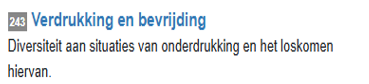 243 Verdrukking en bevrijding
Diversiteit aan situaties van onderdrukking en het loskomen
hiervan.